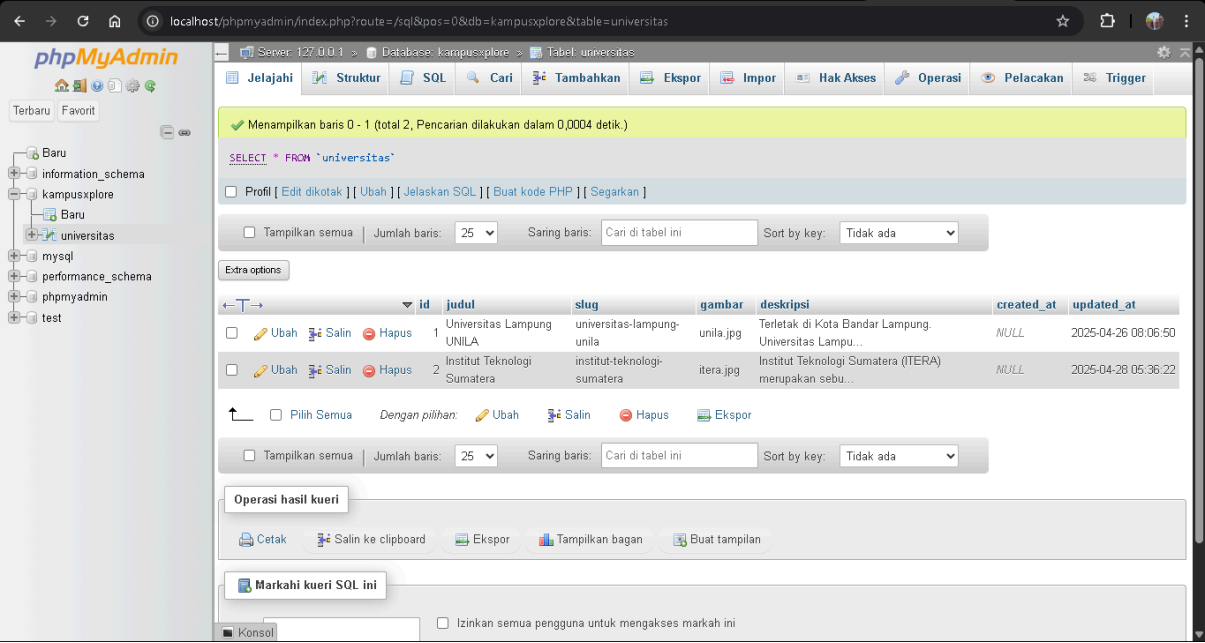 localhost/phpmyadmin/index.php?route=/sql&pos=0&db=kampusxplore&table=universitas
phpMyAdmin
Terbaru Favorit
Baru
information_schema
kampusxplore
Baru
universitas
mysql
performance_schema
phpmyadmin
test
Server: 127.0.0.1 » Database: kampusxplore » Tabel: universitas
Jelajahi Struktur SQL Cari Tambahkan Ekspor Impor Hak Akses Operasi Pelacakan Trigger
Menampilkan baris 0 - 1 (total 2, Pencarian dilakukan dalam 0,0004 detik.)
SELECT * FROM `universitas`
Profil [ Edit dikotak ] [ Ubah ] [ Jelaskan SQL ] [ Buat kode PHP ] [ Segarkan ]
Tampilkan semua | Jumlah baris: 25 Saring baris: Cari di tabel ini Sort by key: Tidak ada
Extra options
←T→ id judul slug gambar deskripsi created_at updated_at
Ubah Salin Hapus 1 Universitas Lampung UNILA universitas-lampung-unila unila.jpg Terletak di Kota Bandar Lampung. Universitas Lampu... NULL 2025-04-26 08:06:50
Ubah Salin Hapus 2 Institut Teknologi Sumatera institut-teknologi-sumatera itera.jpg Institut Teknologi Sumatera (ITERA) merupakan sebu... NULL 2025-04-28 05:36:22
Pilih Semua Dengan pilihan: Ubah Salin Hapus Ekspor
Tampilkan semua | Jumlah baris: 25 Saring baris: Cari di tabel ini Sort by key: Tidak ada
Operasi hasil kueri
Cetak Salin ke clipboard Ekspor Tampilkan bagan Buat tampilan
Markahi kueri SQL ini
Izinkan semua pengguna untuk mengakses markah ini
Konsol